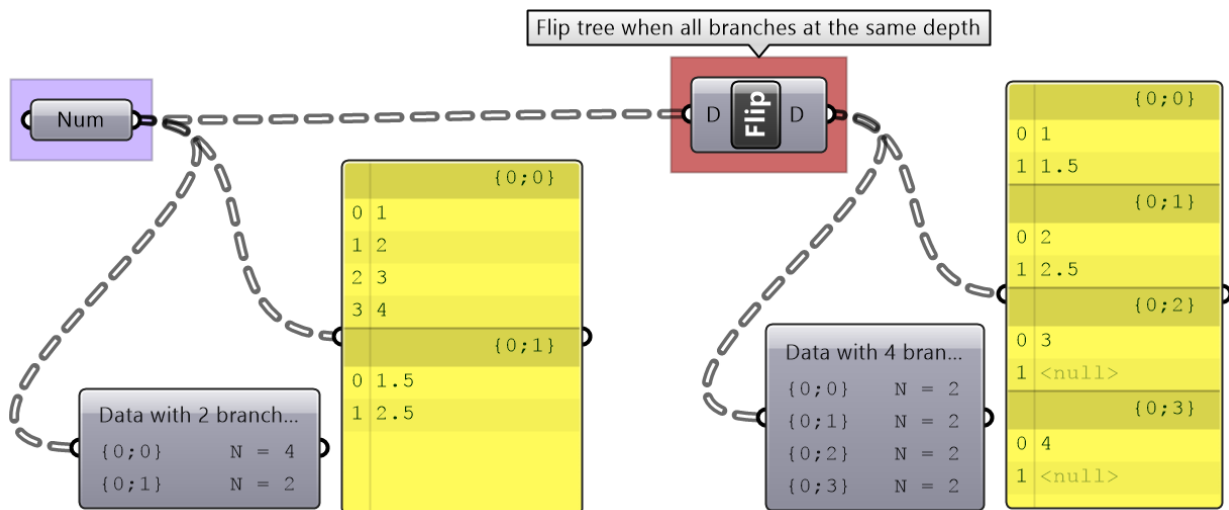 Flip tree when all branches at the same depth
Num
D Flip D
{0;0}
0 1
1 2
2 3
3 4
{0;1}
0 1.5
1 2.5
Data with 2 branch...
{0;0} N = 4
{0;1} N = 2
{0;0}
0 1
1 1.5
{0;1}
0 2
1 2.5
{0;2}
0 3
1 <null>
{0;3}
0 4
1 <null>
Data with 4 bran...
{0;0} N = 2
{0;1} N = 2
{0;2} N = 2
{0;3} N = 2